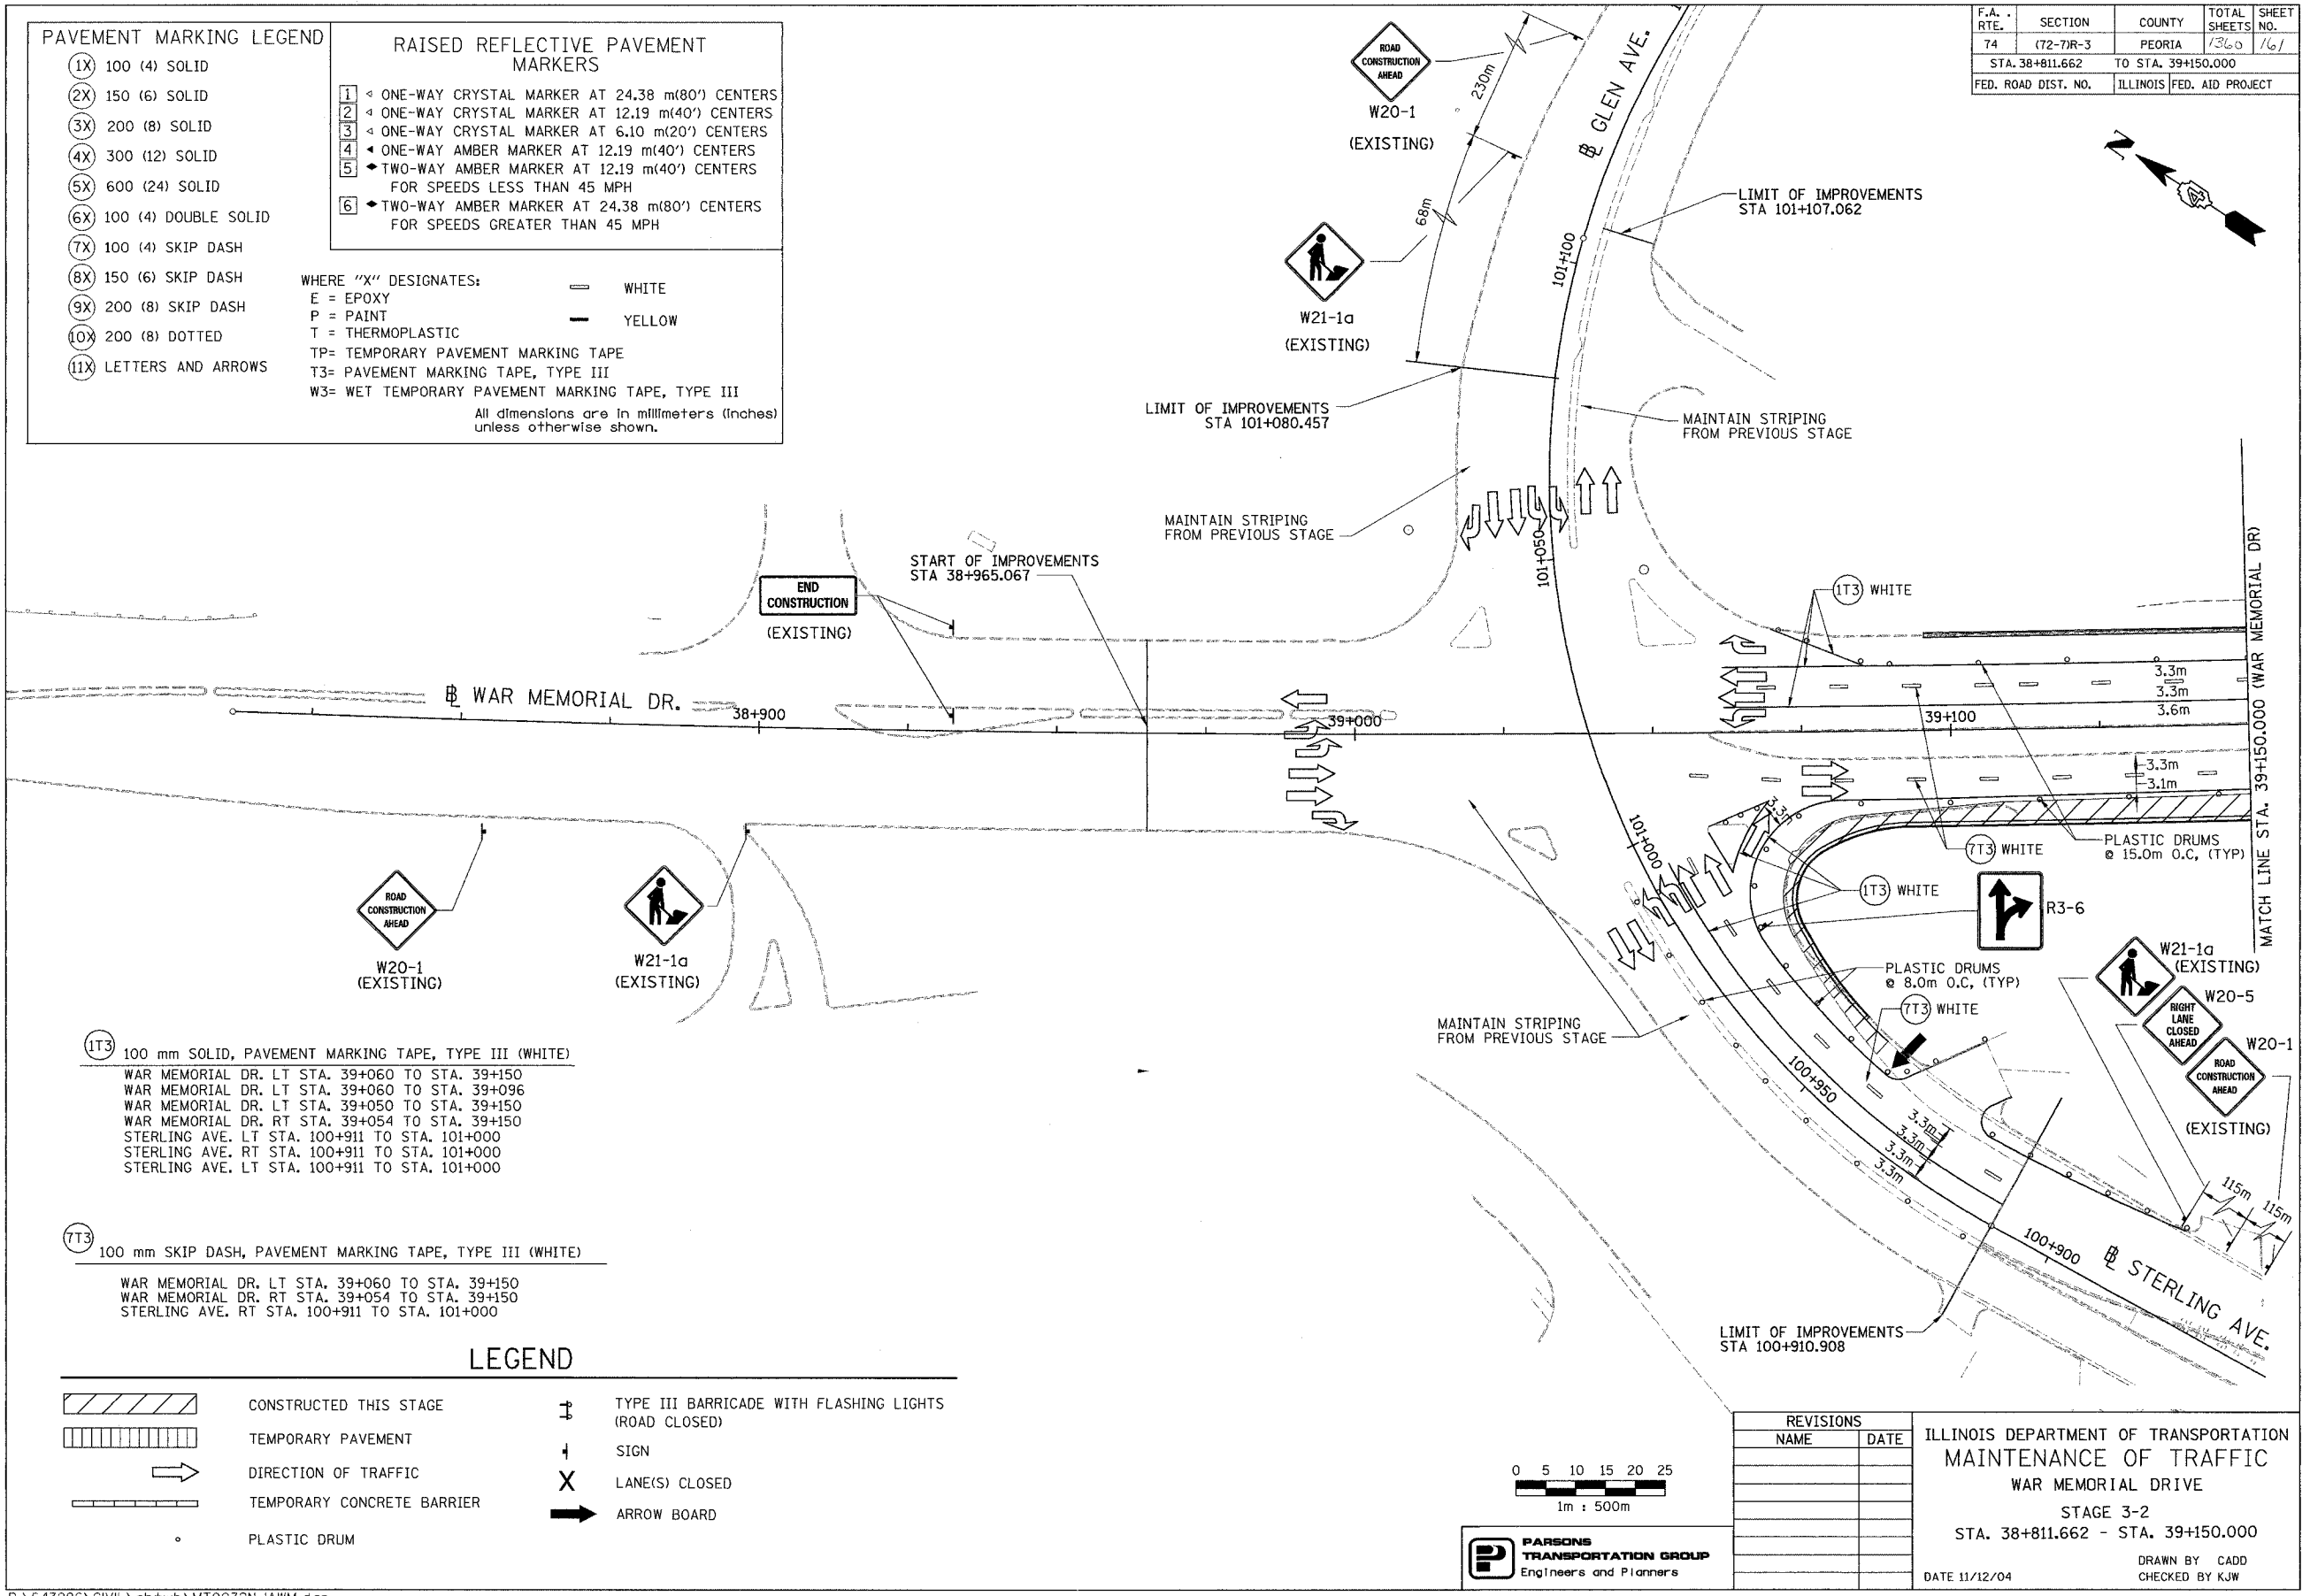 PAVEMENT MARKING LEGEND
1X 100 (4) SOLID
2X 150 (6) SOLID
3X 200 (8) SOLID
4X 300 (12) SOLID
5X 600 (24) SOLID
6X 100 (4) DOUBLE SOLID
7X 100 (4) SKIP DASH
8X 150 (6) SKIP DASH
9X 200 (8) SKIP DASH
10X 200 (8) DOTTED
11X LETTERS AND ARROWS
RAISED REFLECTIVE PAVEMENT
MARKERS
1 ONE-WAY CRYSTAL MARKER AT 24.38 m(80') CENTERS
2 ONE-WAY CRYSTAL MARKER AT 12.19 m(40') CENTERS
3 ONE-WAY CRYSTAL MARKER AT 6.10 m(20') CENTERS
4 ONE-WAY AMBER MARKER AT 12.19 m(40') CENTERS
5 TWO-WAY AMBER MARKER AT 12.19 m(40') CENTERS
FOR SPEEDS LESS THAN 45 MPH
6 TWO-WAY AMBER MARKER AT 24.38 m(80') CENTERS
FOR SPEEDS GREATER THAN 45 MPH
WHERE "X" DESIGNATES:
E = EPOXY
P = PAINT
T = THERMOPLASTIC
TP= TEMPORARY PAVEMENT MARKING TAPE
T3= PAVEMENT MARKING TAPE, TYPE III
W3= WET TEMPORARY PAVEMENT MARKING TAPE, TYPE III
WHITE
YELLOW
All dimensions are in millimeters (inches)
unless otherwise shown.
F.A. RTE. SECTION COUNTY TOTAL SHEETS SHEET NO.
74 (72-7)R-3 PEORIA 1360 161
STA. 38+811.662 TO STA. 39+150.000
FED. ROAD DIST. NO. ILLINOIS FED. AID PROJECT
N
4
ROAD
CONSTRUCTION
AHEAD
W20-1
(EXISTING)
230m
68m
℄ GLEN AVE.
LIMIT OF IMPROVEMENTS
STA 101+107.062
101+100
W21-1a
(EXISTING)
LIMIT OF IMPROVEMENTS
STA 101+080.457
MAINTAIN STRIPING
FROM PREVIOUS STAGE
MAINTAIN STRIPING
FROM PREVIOUS STAGE
101+050
START OF IMPROVEMENTS
STA 38+965.067
END
CONSTRUCTION
(EXISTING)
1T3 WHITE
℄ WAR MEMORIAL DR.
38+900
39+000
39+100
3.3m
3.3m
3.6m
3.3m
3.1m
MATCH LINE STA. 39+150.000 (WAR MEMORIAL DR)
3.3m
101+000
PLASTIC DRUMS
@ 15.0m O.C, (TYP)
7T3 WHITE
1T3 WHITE
R3-6
ROAD
CONSTRUCTION
AHEAD
W20-1
(EXISTING)
W21-1a
(EXISTING)
PLASTIC DRUMS
@ 8.0m O.C, (TYP)
7T3 WHITE
MAINTAIN STRIPING
FROM PREVIOUS STAGE
W21-1a
(EXISTING)
W20-5
RIGHT
LANE
CLOSED
AHEAD
W20-1
ROAD
CONSTRUCTION
AHEAD
(EXISTING)
100+950
3.3m
3.3m
3.3m
3.3m
115m
115m
100+900
℄ STERLING AVE.
LIMIT OF IMPROVEMENTS
STA 100+910.908
1T3 100 mm SOLID, PAVEMENT MARKING TAPE, TYPE III (WHITE)
WAR MEMORIAL DR. LT STA. 39+060 TO STA. 39+150
WAR MEMORIAL DR. LT STA. 39+060 TO STA. 39+096
WAR MEMORIAL DR. LT STA. 39+050 TO STA. 39+150
WAR MEMORIAL DR. RT STA. 39+054 TO STA. 39+150
STERLING AVE. LT STA. 100+911 TO STA. 101+000
STERLING AVE. RT STA. 100+911 TO STA. 101+000
STERLING AVE. LT STA. 100+911 TO STA. 101+000
7T3 100 mm SKIP DASH, PAVEMENT MARKING TAPE, TYPE III (WHITE)
WAR MEMORIAL DR. LT STA. 39+060 TO STA. 39+150
WAR MEMORIAL DR. RT STA. 39+054 TO STA. 39+150
STERLING AVE. RT STA. 100+911 TO STA. 101+000
LEGEND
CONSTRUCTED THIS STAGE
TEMPORARY PAVEMENT
DIRECTION OF TRAFFIC
TEMPORARY CONCRETE BARRIER
PLASTIC DRUM
TYPE III BARRICADE WITH FLASHING LIGHTS
(ROAD CLOSED)
SIGN
X LANE(S) CLOSED
ARROW BOARD
0 5 10 15 20 25
1m : 500m
PARSONS
TRANSPORTATION GROUP
Engineers and Planners
REVISIONS
NAME DATE
ILLINOIS DEPARTMENT OF TRANSPORTATION
MAINTENANCE OF TRAFFIC
WAR MEMORIAL DRIVE
STAGE 3-2
STA. 38+811.662 - STA. 39+150.000
DRAWN BY CADD
DATE 11/12/04 CHECKED BY KJW